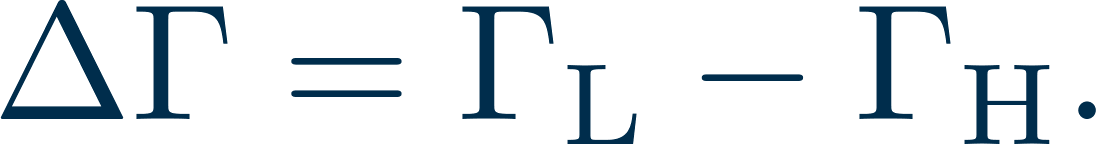 ΔΓ = Γ_L − Γ_H.